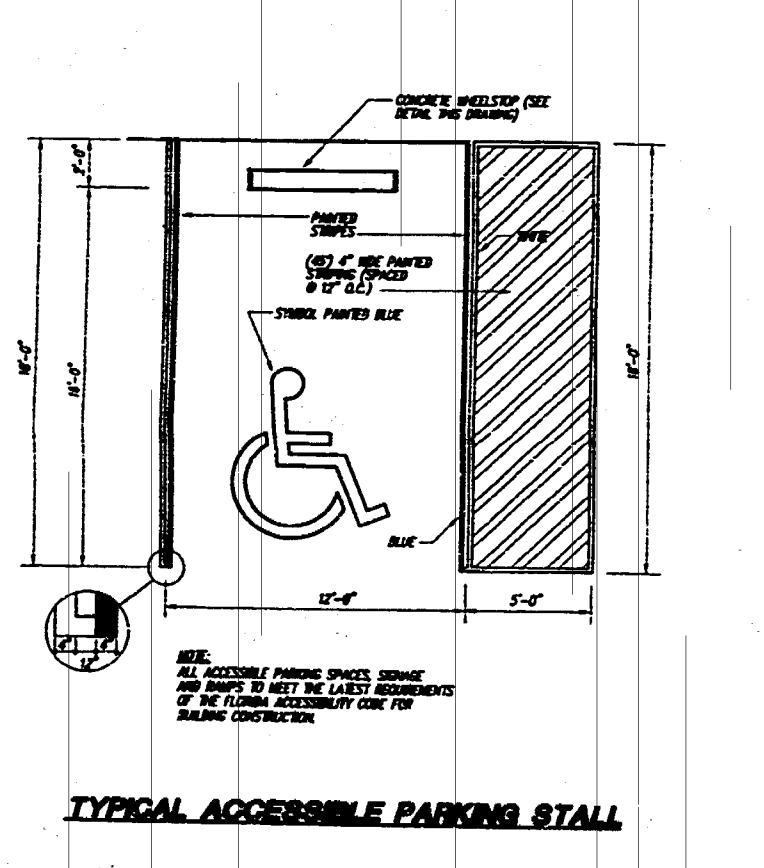 CONCRETE WHEELSTOP (SEE
DETAIL THIS DRAWING)
2'-0"
PAINTED
STRIPES
WHITE
(45°) 4" WIDE PAINTED
STRIPING (SPACED
@ 12" O.C.)
SYMBOL PAINTED BLUE
18'-0"
16'-0"
18'-0"
BLUE
12'-0"
5'-0"
4"
4"
12"
NOTE:
ALL ACCESSIBLE PARKING SPACES, SIGNAGE
AND RAMPS TO MEET THE LATEST REQUIREMENTS
OF THE FLORIDA ACCESSIBILITY CODE FOR
BUILDING CONSTRUCTION.
TYPICAL ACCESSIBLE PARKING STALL